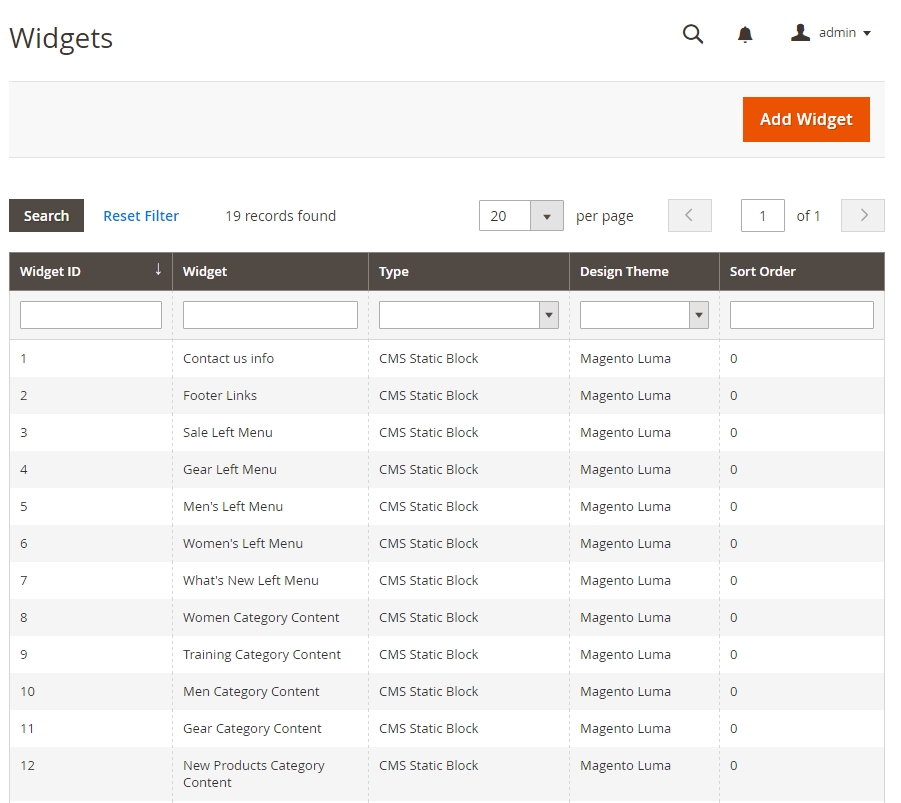 Widgets
admin
Add Widget
Search Reset Filter 19 records found 20 per page 1 of 1
Widget ID ↓ Widget Type Design Theme Sort Order
1 Contact us info CMS Static Block Magento Luma 0
2 Footer Links CMS Static Block Magento Luma 0
3 Sale Left Menu CMS Static Block Magento Luma 0
4 Gear Left Menu CMS Static Block Magento Luma 0
5 Men's Left Menu CMS Static Block Magento Luma 0
6 Women's Left Menu CMS Static Block Magento Luma 0
7 What's New Left Menu CMS Static Block Magento Luma 0
8 Women Category Content CMS Static Block Magento Luma 0
9 Training Category Content CMS Static Block Magento Luma 0
10 Men Category Content CMS Static Block Magento Luma 0
11 Gear Category Content CMS Static Block Magento Luma 0
12 New Products Category CMS Static Block Magento Luma 0
Content